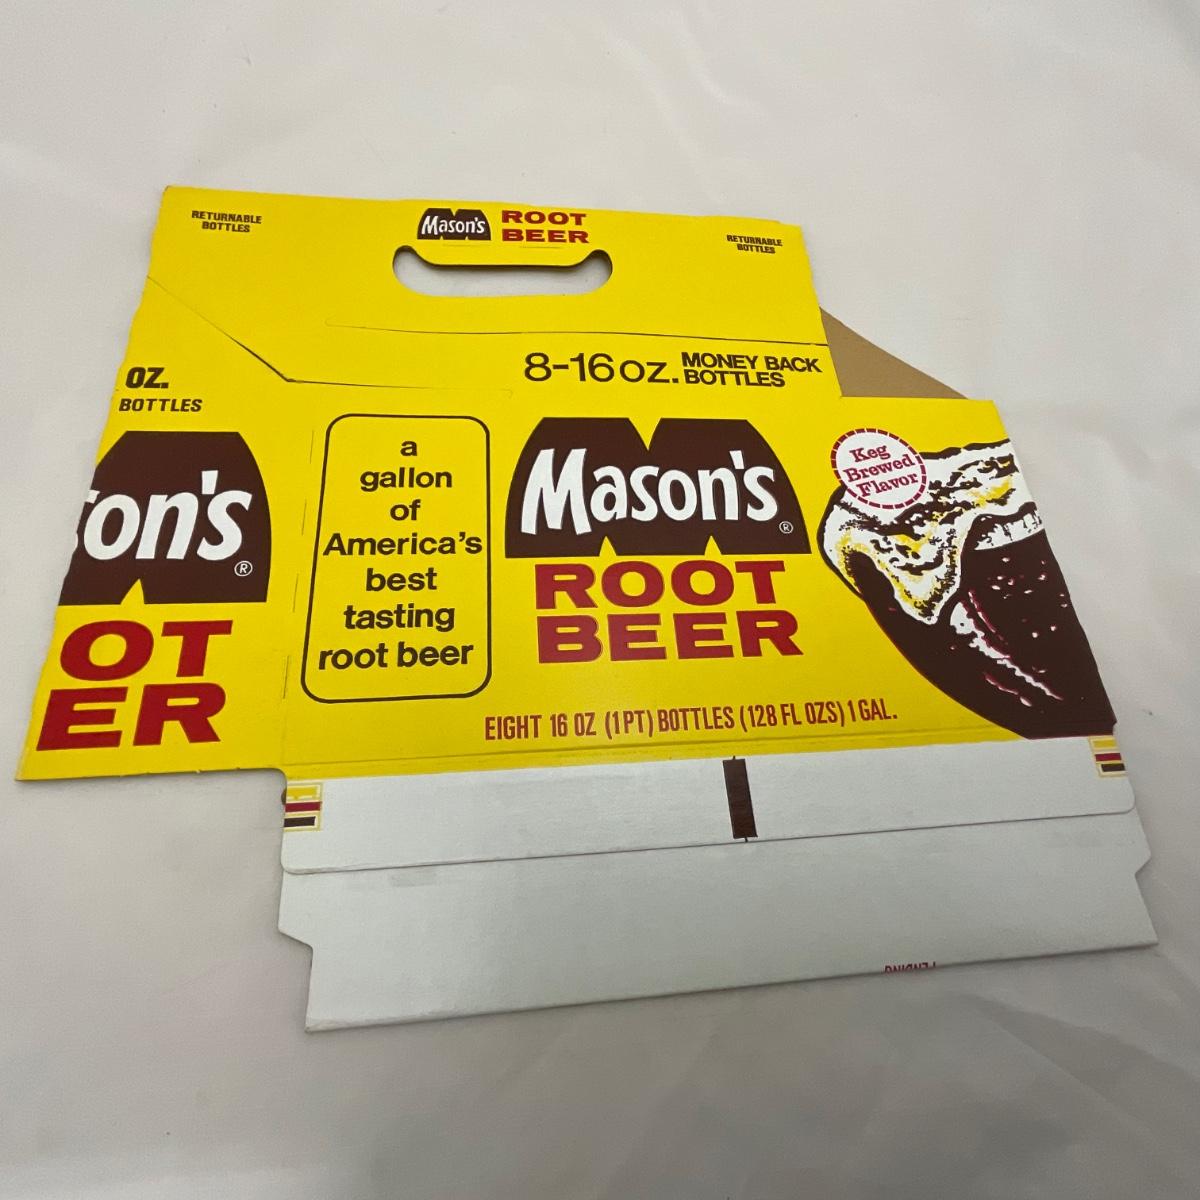 RETURNABLE
BOTTLES
Mason's
ROOT
BEER
RETURNABLE
BOTTLES
OZ.
BOTTLES
8-16 oz. MONEY BACK
BOTTLES
son's
®
OT
ER
a
gallon
of
America's
best
tasting
root beer
Mason's
®
ROOT
BEER
Keg
Brewed
Flavor
EIGHT 16 OZ (1 PT) BOTTLES (128 FL OZS) 1 GAL.